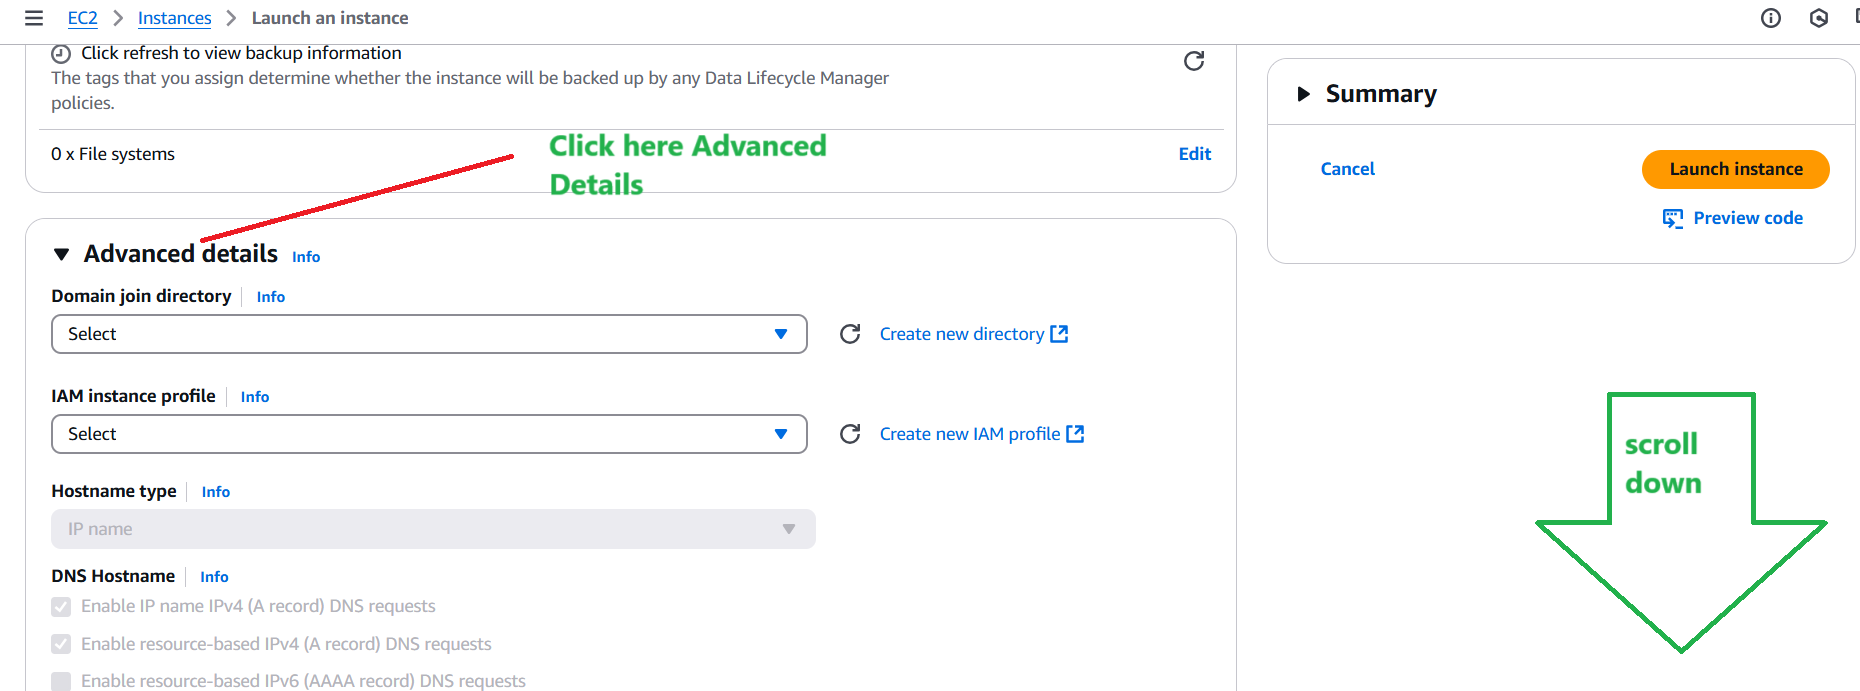 EC2 > Instances > Launch an instance
Click refresh to view backup information
The tags that you assign determine whether the instance will be backed up by any Data Lifecycle Manager
policies.
0 x File systems
Edit
Click here Advanced
Details
Summary
Cancel
Launch instance
Preview code
Advanced details Info
Domain join directory Info
Select
Create new directory
IAM instance profile Info
Select
Create new IAM profile
Hostname type Info
IP name
DNS Hostname Info
Enable IP name IPv4 (A record) DNS requests
Enable resource-based IPv4 (A record) DNS requests
Enable resource-based IPv6 (AAAA record) DNS requests
scroll
down